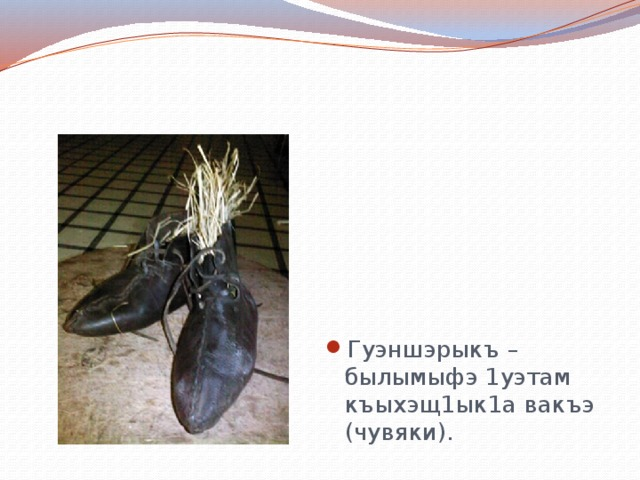 Гуэншэрыкъ –
былымыфэ 1уэтам
къыхэщ1ык1а вакъэ
(чувяки).